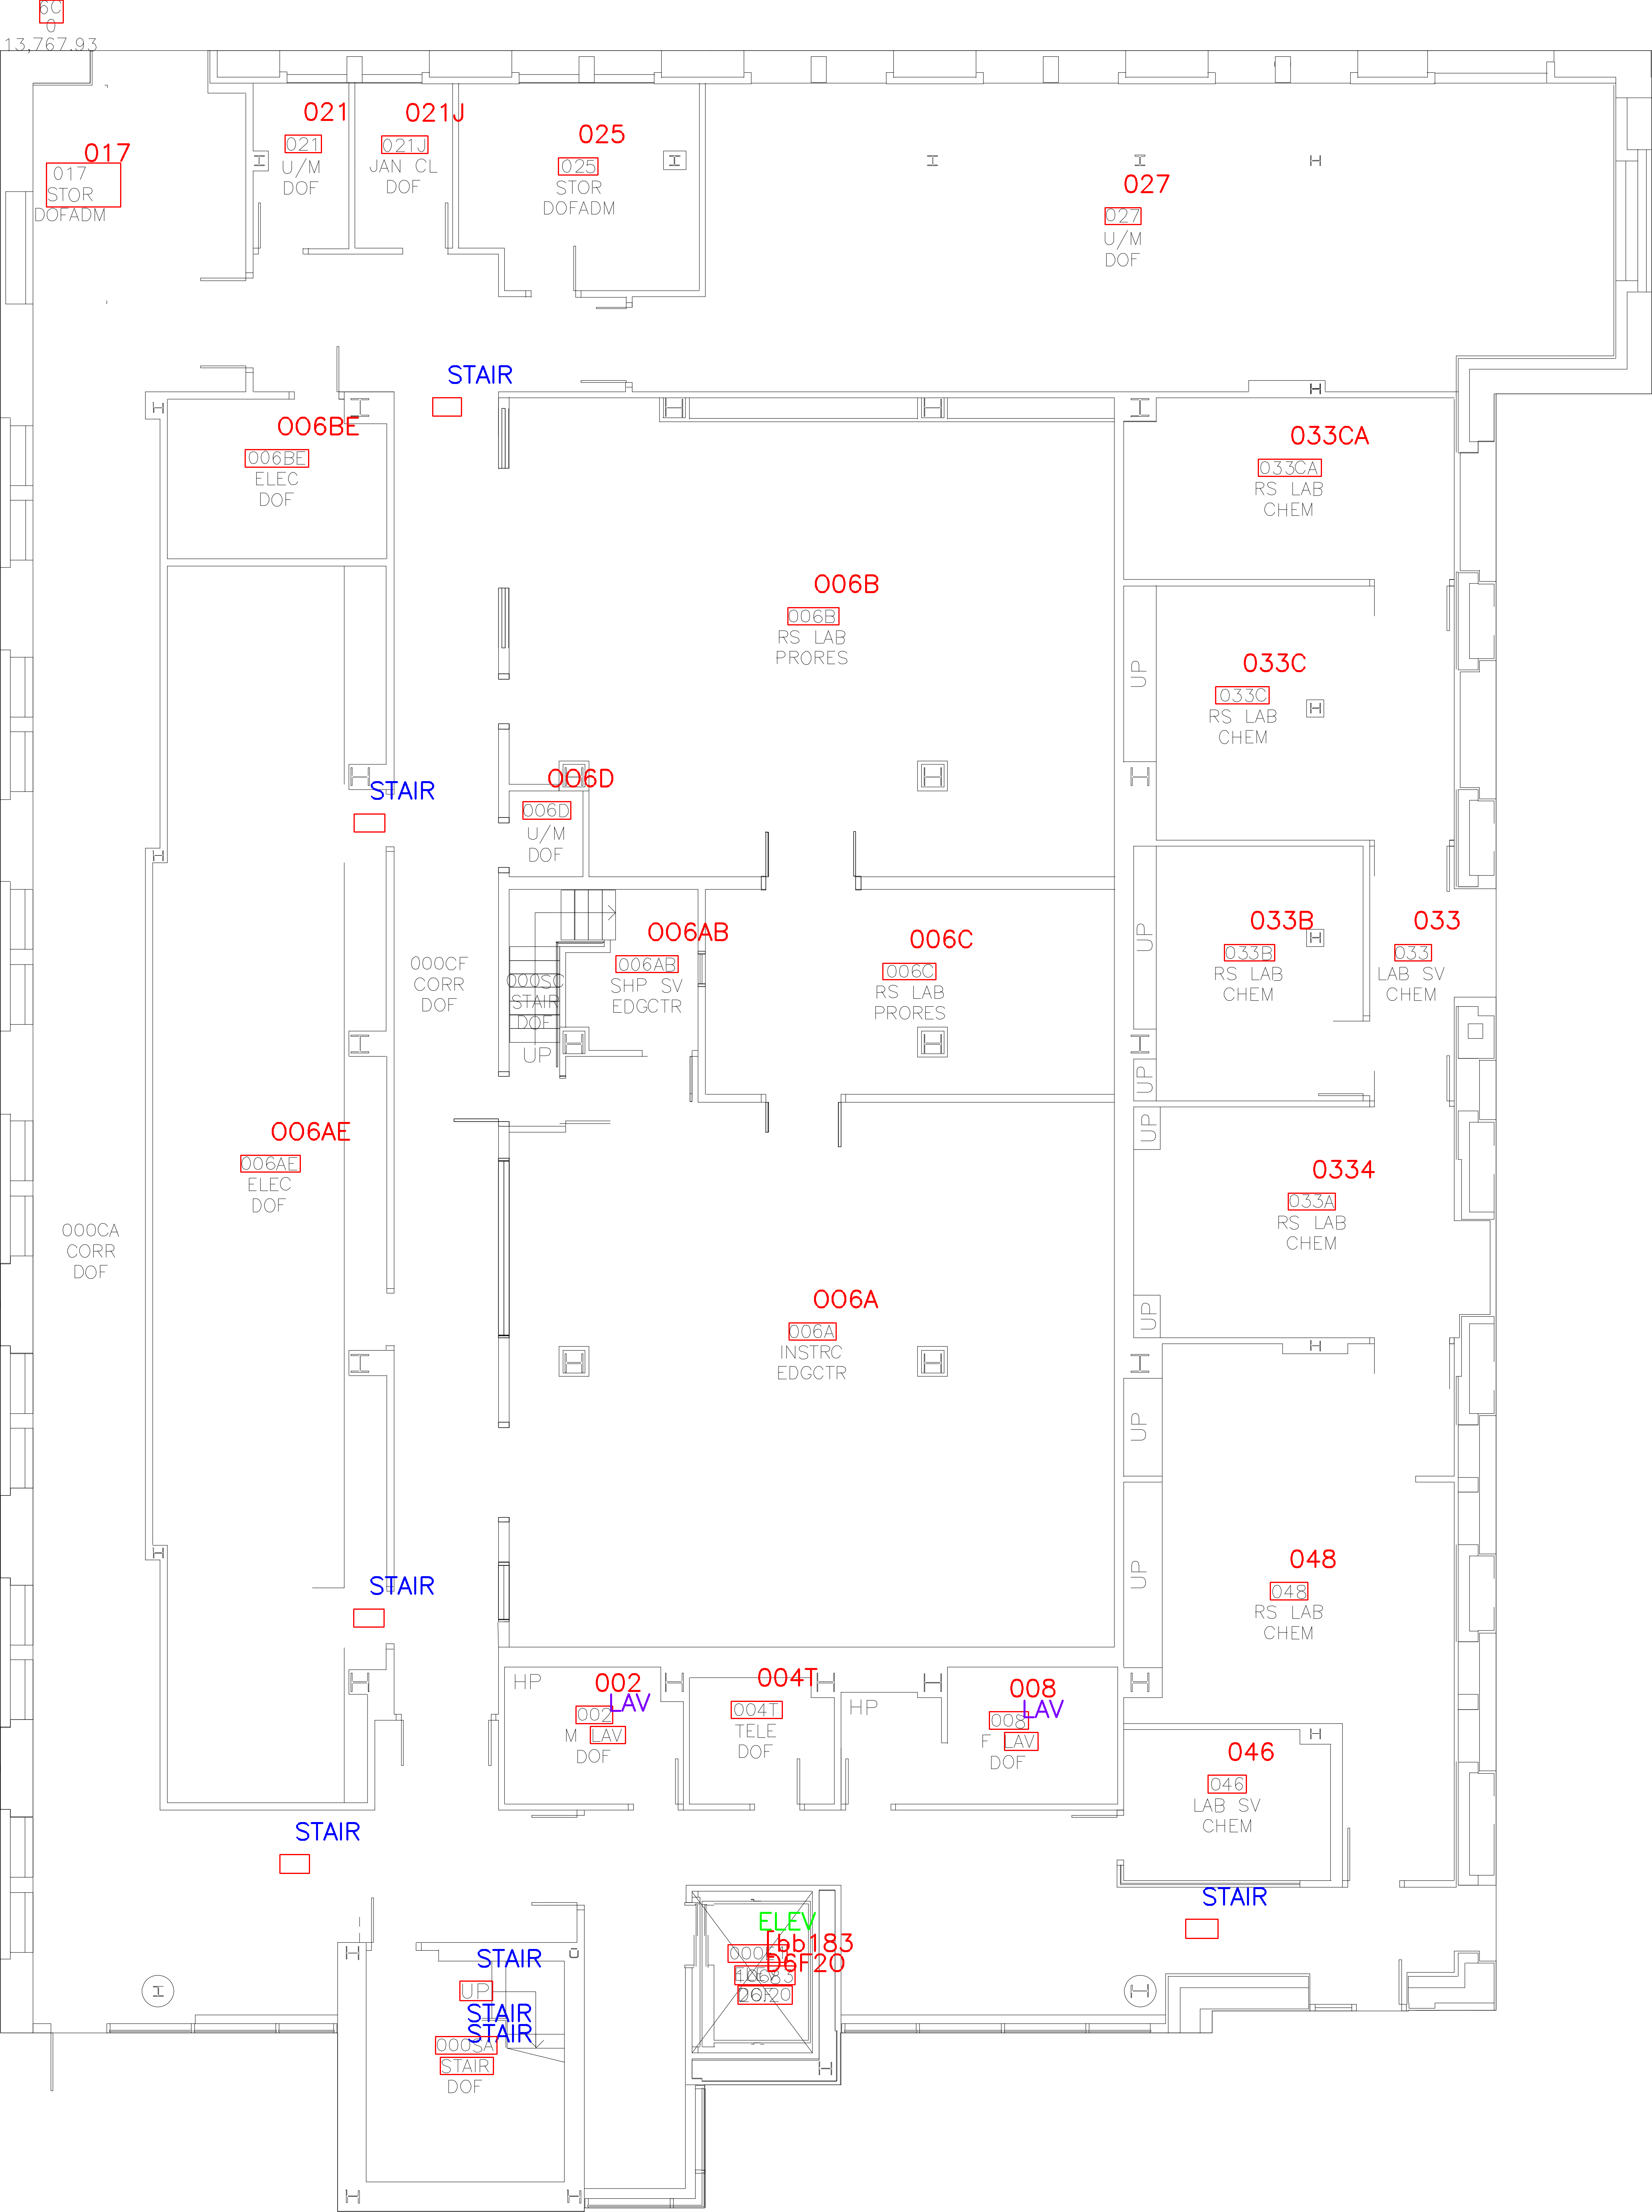 6C
0
13,767.93
017
017
STOR
DOFADM
021
021
U/M
DOF
021J
021J
JAN CL
DOF
025
025
STOR
DOFADM
027
027
U/M
DOF
STAIR
006BE
006BE
ELEC
DOF
033CA
033CA
RS LAB
CHEM
006B
006B
RS LAB
PRORES
033C
033C
RS LAB
CHEM
UP
STAIR
006D
006D
U/M
DOF
000CF
CORR
DOF
000SC
STAIR
DOF
UP
006AB
006AB
SHP SV
EDGCTR
006C
006C
RS LAB
PRORES
UP
033B
033B
RS LAB
CHEM
033
033
LAB SV
CHEM
UP
UP
006AE
006AE
ELEC
DOF
0334
033A
RS LAB
CHEM
000CA
CORR
DOF
006A
006A
INSTRC
EDGCTR
UP
UP
UP
STAIR
048
048
RS LAB
CHEM
HP
002
LAV
002
M LAV
DOF
004T
004T
TELE
DOF
HP
008
LAV
008
F LAV
DOF
046
046
LAB SV
CHEM
STAIR
STAIR
ELEV
D6F20
STAIR
UP
STAIR
STAIR
000SA
STAIR
DOF